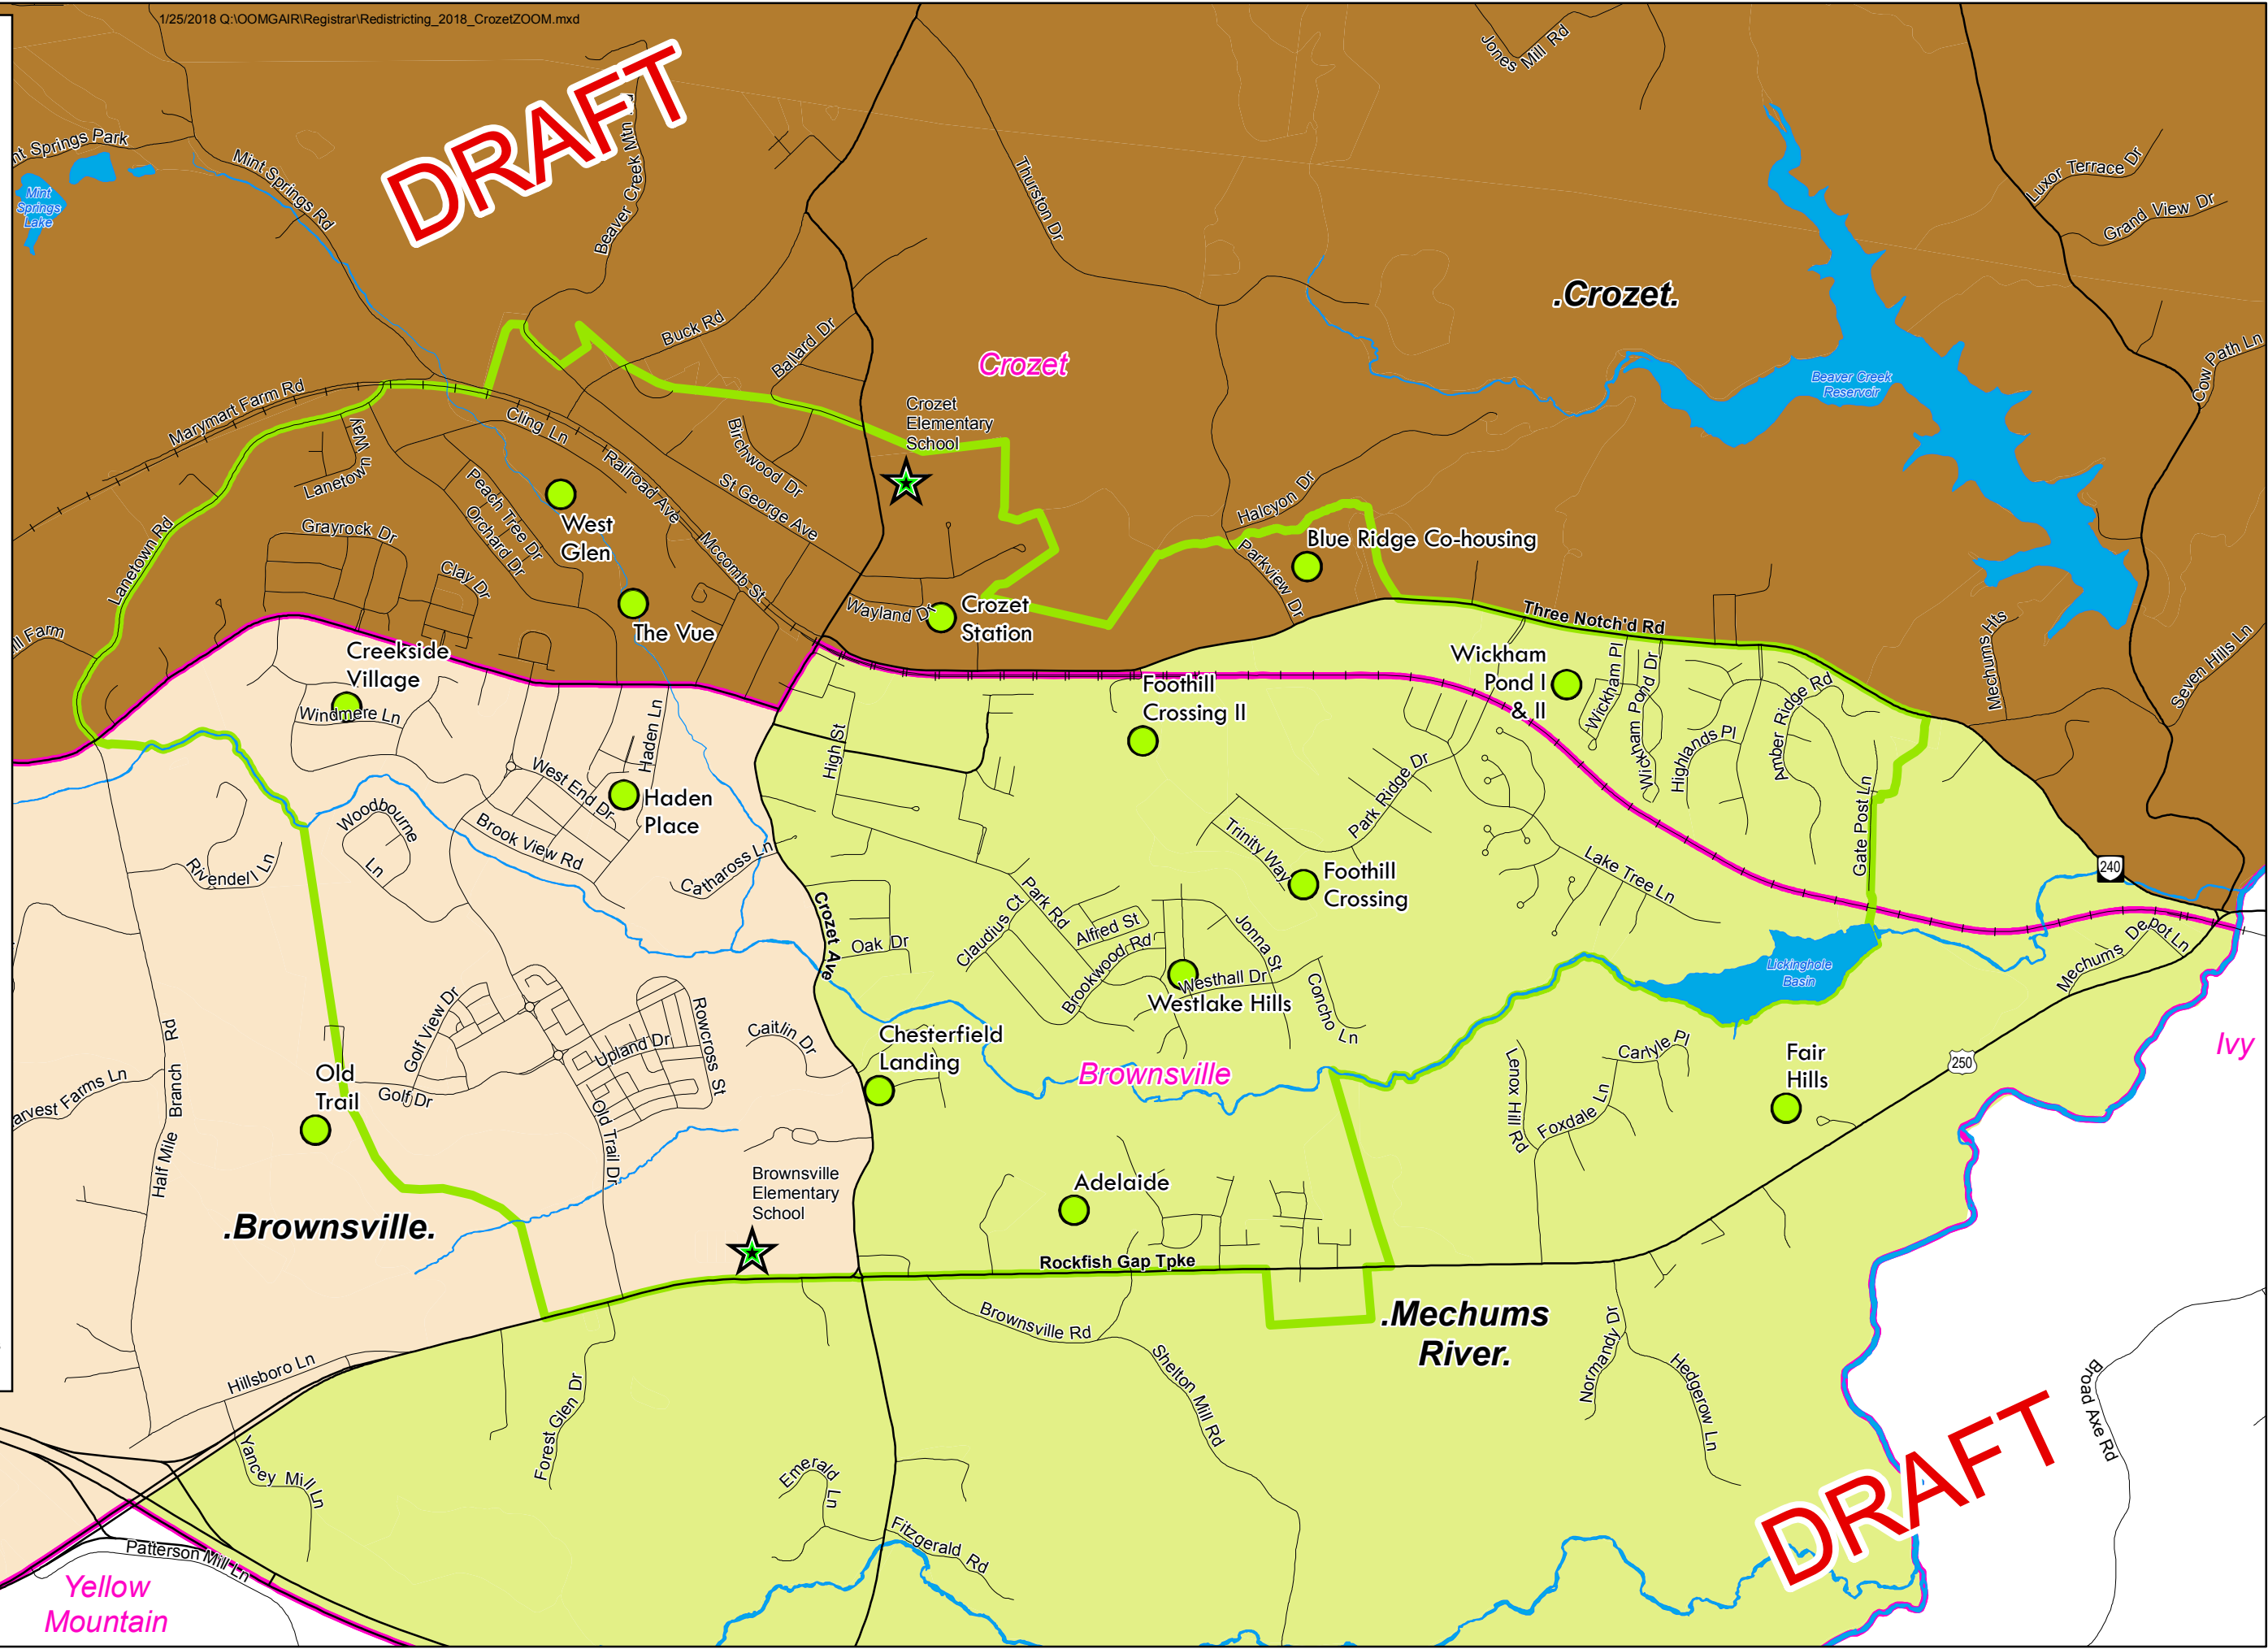 1/25/2018 Q:\OOMGAIR\Registrar\Redistricting_2018_CrozetZOOM.mxd
DRAFT
Jones Mill Rd
nt Springs Park
Mint Springs Rd
Mint
Springs
Lake
Beaver Creek Mtn
Thurston Dr
Luxor Terrace Dr
Grand View Dr
.Crozet.
Crozet
Buck Rd
Ballard Dr
Beaver Creek
Reservoir
Cow Path Ln
Marymart Farm Rd
Crozet
Elementary
School
Cling Ln
Birchwood Dr
Lanetown Way
Railroad Ave
St George Ave
Peach Tree Dr
Orchard Dr
West
Glen
Halcyon Dr
Parkview Dr
Blue Ridge Co-housing
Grayrock Dr
Lanetown Rd
Clay Dr
Mccomb St
Wayland Dr
Crozet
Station
The Vue
Three Notch'd Rd
ill Farm
Mechums Hts
Seven Hills Ln
Creekside
Village
Windmere Ln
Haden Ln
High St
Foothill
Crossing II
Wickham
Pond I
& II
Wickham Pl
Wickham Pond Dr
Highlands Pl
Amber Ridge Rd
Gate Post Ln
West End Dr
Haden
Place
Woodbourne Ln
Brook View Rd
Park Ridge Dr
Trinity Way
Rivendell Ln
Cathaross Ln
Foothill
Crossing
Lake Tree Ln
240
Crozet Ave
Oak Dr
Park Rd
Claudius Ct
Alfred St
Brookwood Rd
Jonna St
Westhall Dr
Westlake Hills
Concho Ln
Lickinghole
Basin
Mechums Depot Ln
Golf View Dr
Rowcross St
Upland Dr
Caitlin Dr
Chesterfield
Landing
Brownsville
Lenox Hill Rd
Carlyle Pl
Foxdale Ln
Fair
Hills
250
Ivy
Old
Trail
Golf Dr
Old Trail Dr
arvest Farms Ln
Half Mile Branch Rd
Brownsville
Elementary
School
Adelaide
.Brownsville.
Rockfish Gap Tpke
.Mechums
River.
Brownsville Rd
Shelton Mill Rd
Normandy Dr
Hedgerow Ln
Broad Axe Rd
Hillsboro Ln
Forest Glen Dr
Yancey Mill Ln
Emerald Ln
Fitzgerald Rd
DRAFT
Patterson Mill Ln
Yellow
Mountain